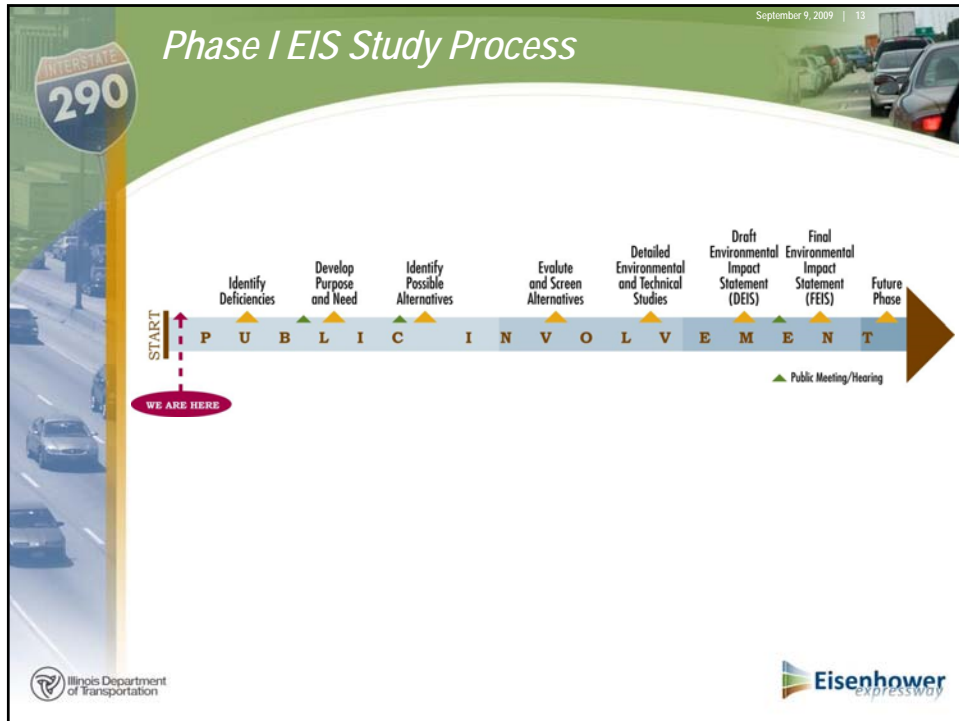 September 9, 2009 | 13
Phase I EIS Study Process
INTERSTATE
290
Identify
Deficiencies
Develop
Purpose
and Need
Identify
Possible
Alternatives
Evalute
and Screen
Alternatives
Detailed
Environmental
and Technical
Studies
Draft
Environmental
Impact
Statement
(DEIS)
Final
Environmental
Impact
Statement
(FEIS)
Future
Phase
START
PUBLIC INVOLVEMENT
Public Meeting/Hearing
WE ARE HERE
Illinois Department
of Transportation
Eisenhower
expressway